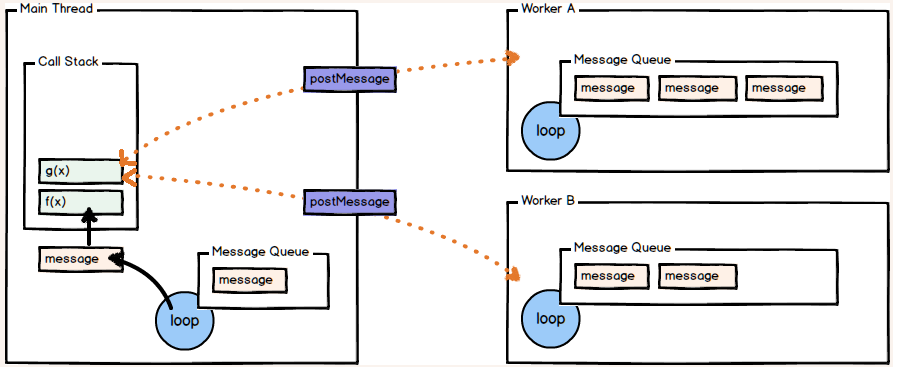 Main Thread
Call Stack
g(x)
f(x)
message
loop
Message Queue
message
postMessage
postMessage
Worker A
Message Queue
message
message
message
loop
Worker B
Message Queue
message
message
loop